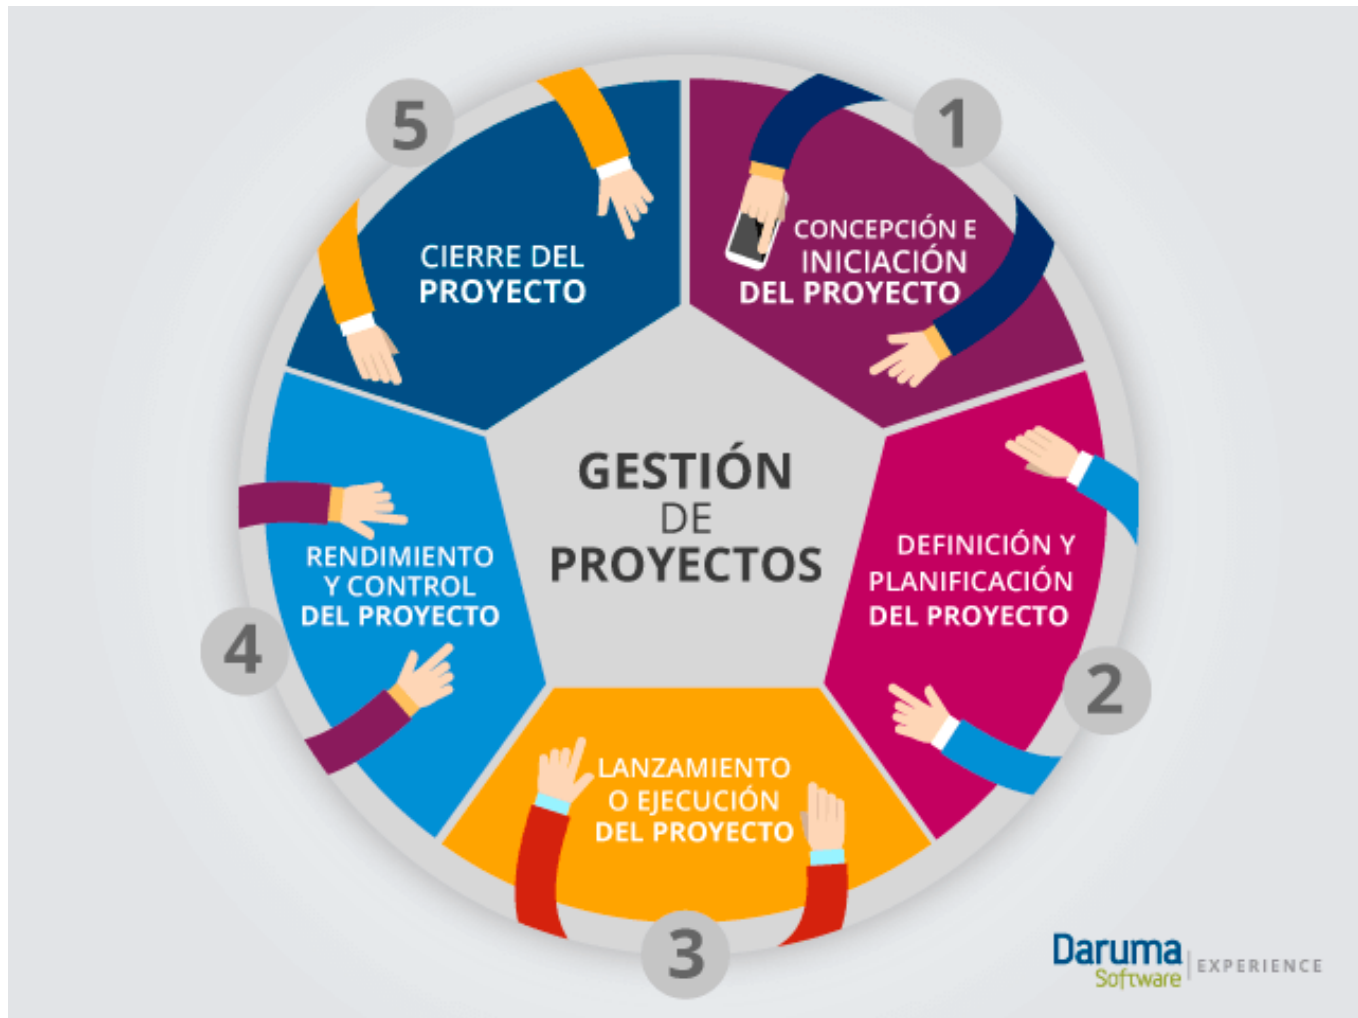 GESTIÓN
DE
PROYECTOS
1
CONCEPCIÓN E
INICIACIÓN
DEL PROYECTO
2
DEFINICIÓN Y
PLANIFICACIÓN
DEL PROYECTO
3
LANZAMIENTO
O EJECUCIÓN
DEL PROYECTO
4
RENDIMIENTO
Y CONTROL
DEL PROYECTO
5
CIERRE DEL
PROYECTO
Daruma
Software
EXPERIENCE